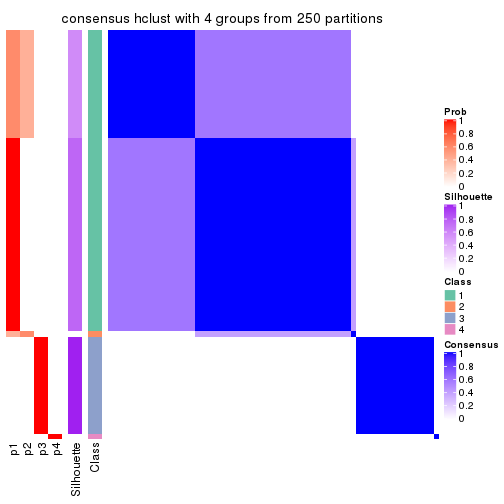 consensus hclust with 4 groups from 250 partitions
Prob
1
0.8
0.6
0.4
0.2
0
Silhouette
1
0.8
0.6
0.4
0.2
0
Class
1
2
3
4
Consensus
1
0.8
0.6
0.4
0.2
0
p1
p2
p3
p4
Silhouette
Class